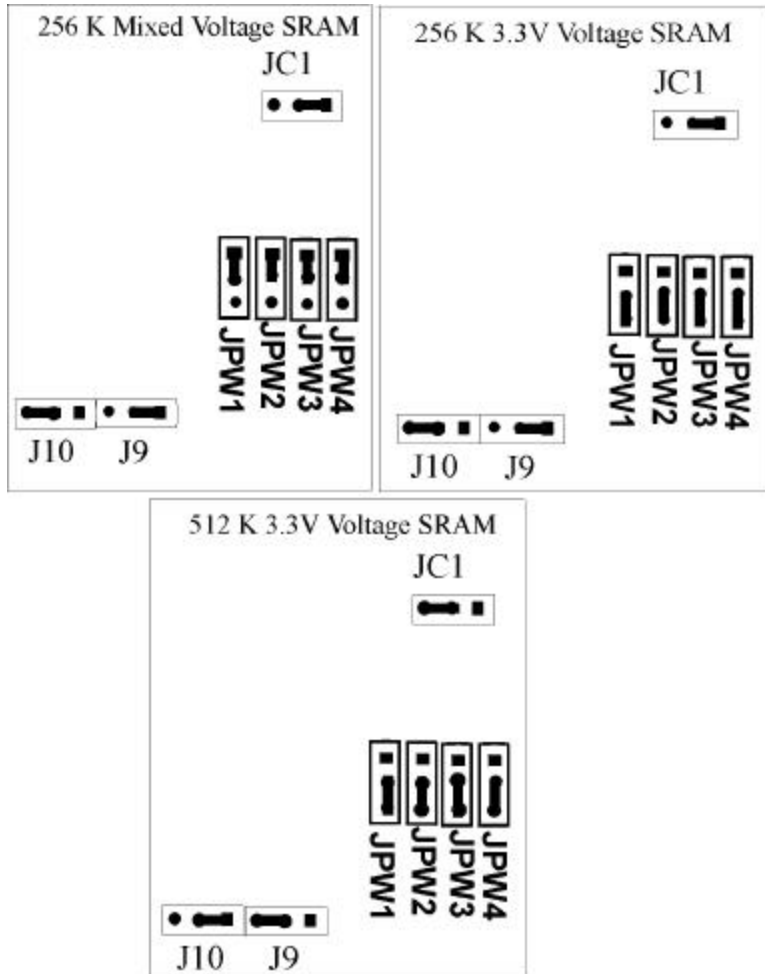 256 K Mixed Voltage SRAM
JC1
JPW1
JPW2
JPW3
JPW4
J10 J9
256 K 3.3V Voltage SRAM
JC1
JPW1
JPW2
JPW3
JPW4
J10 J9
512 K 3.3V Voltage SRAM
JC1
JPW1
JPW2
JPW3
JPW4
J10 J9